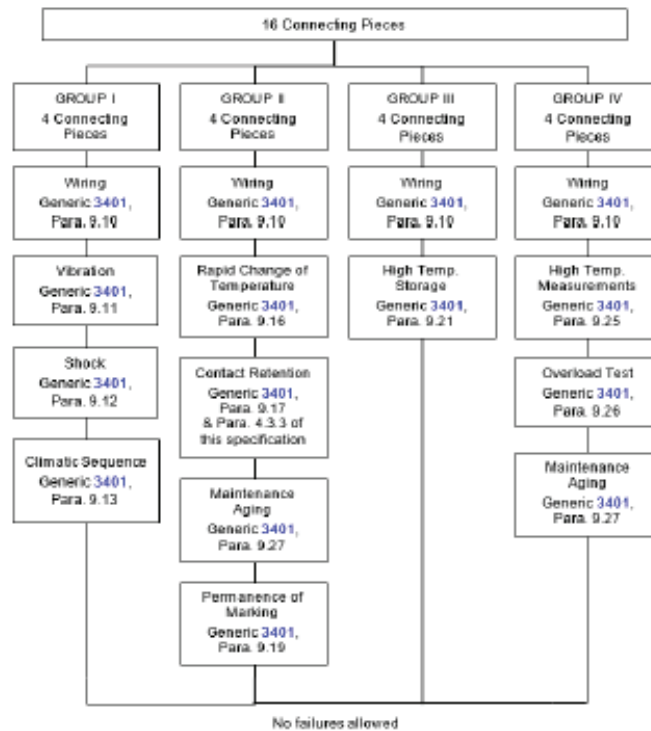 16 Connecting Pieces
GROUP I
4 Connecting
Pieces
Wiring
Generic 3401,
Para. 9.10
Vibration
Generic 3401,
Para. 9.11
Shock
Generic 3401,
Para. 9.12
Climatic Sequence
Generic 3401,
Para. 9.13
GROUP II
4 Connecting
Pieces
Wiring
Generic 3401,
Para. 9.10
Rapid Change of
Temperature
Generic 3401,
Para. 9.16
Contact Retention
Generic 3401,
Para. 9.17
& Para. 4.3.3 of
this specification
Maintenance
Aging
Generic 3401,
Para. 9.27
Permanence of
Marking
Generic 3401,
Para. 9.19
GROUP III
4 Connecting
Pieces
Wiring
Generic 3401,
Para. 9.10
High Temp.
Storage
Generic 3401,
Para. 9.21
GROUP IV
4 Connecting
Pieces
Wiring
Generic 3401,
Para. 9.10
High Temp.
Measurements
Generic 3401,
Para. 9.25
Overload Test
Generic 3401,
Para. 9.26
Maintenance
Aging
Generic 3401,
Para. 9.27
No failures allowed